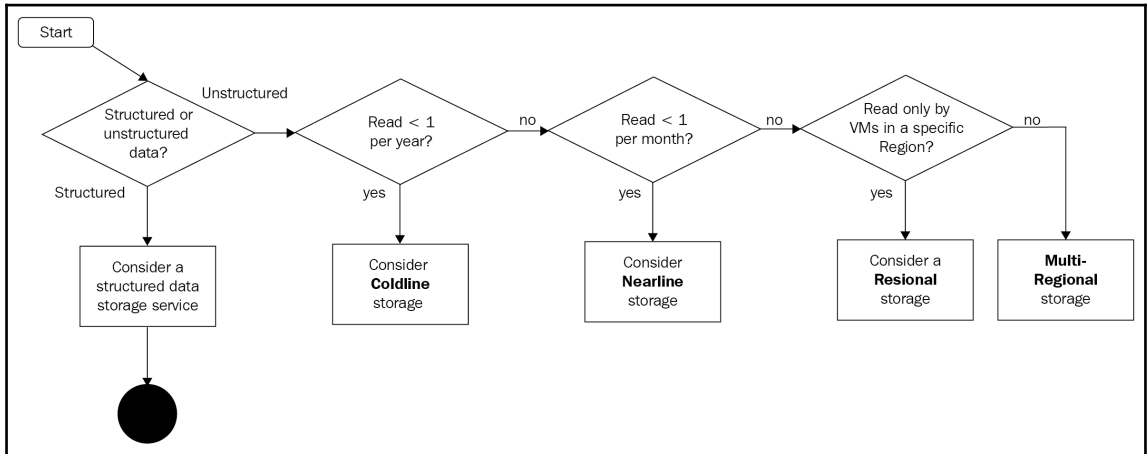 Start
Structured or
unstructured
data?
Unstructured
Structured
Read < 1
per year?
no
yes
Read < 1
per month?
no
yes
Read only by
VMs in a specific
Region?
no
yes
Consider a
structured data
storage service
Consider
Coldline
storage
Consider
Nearline
storage
Consider a
Resional
storage
Multi-
Regional
storage